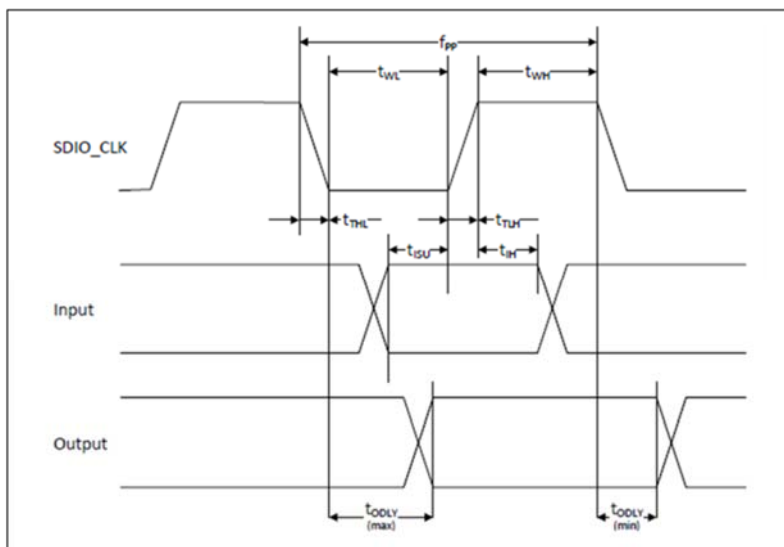 fPP
tWL
tWH
SDIO_CLK
tTHL
tTLH
tISU
tIH
Input
Output
tODLY
(max)
tODLY
(min)